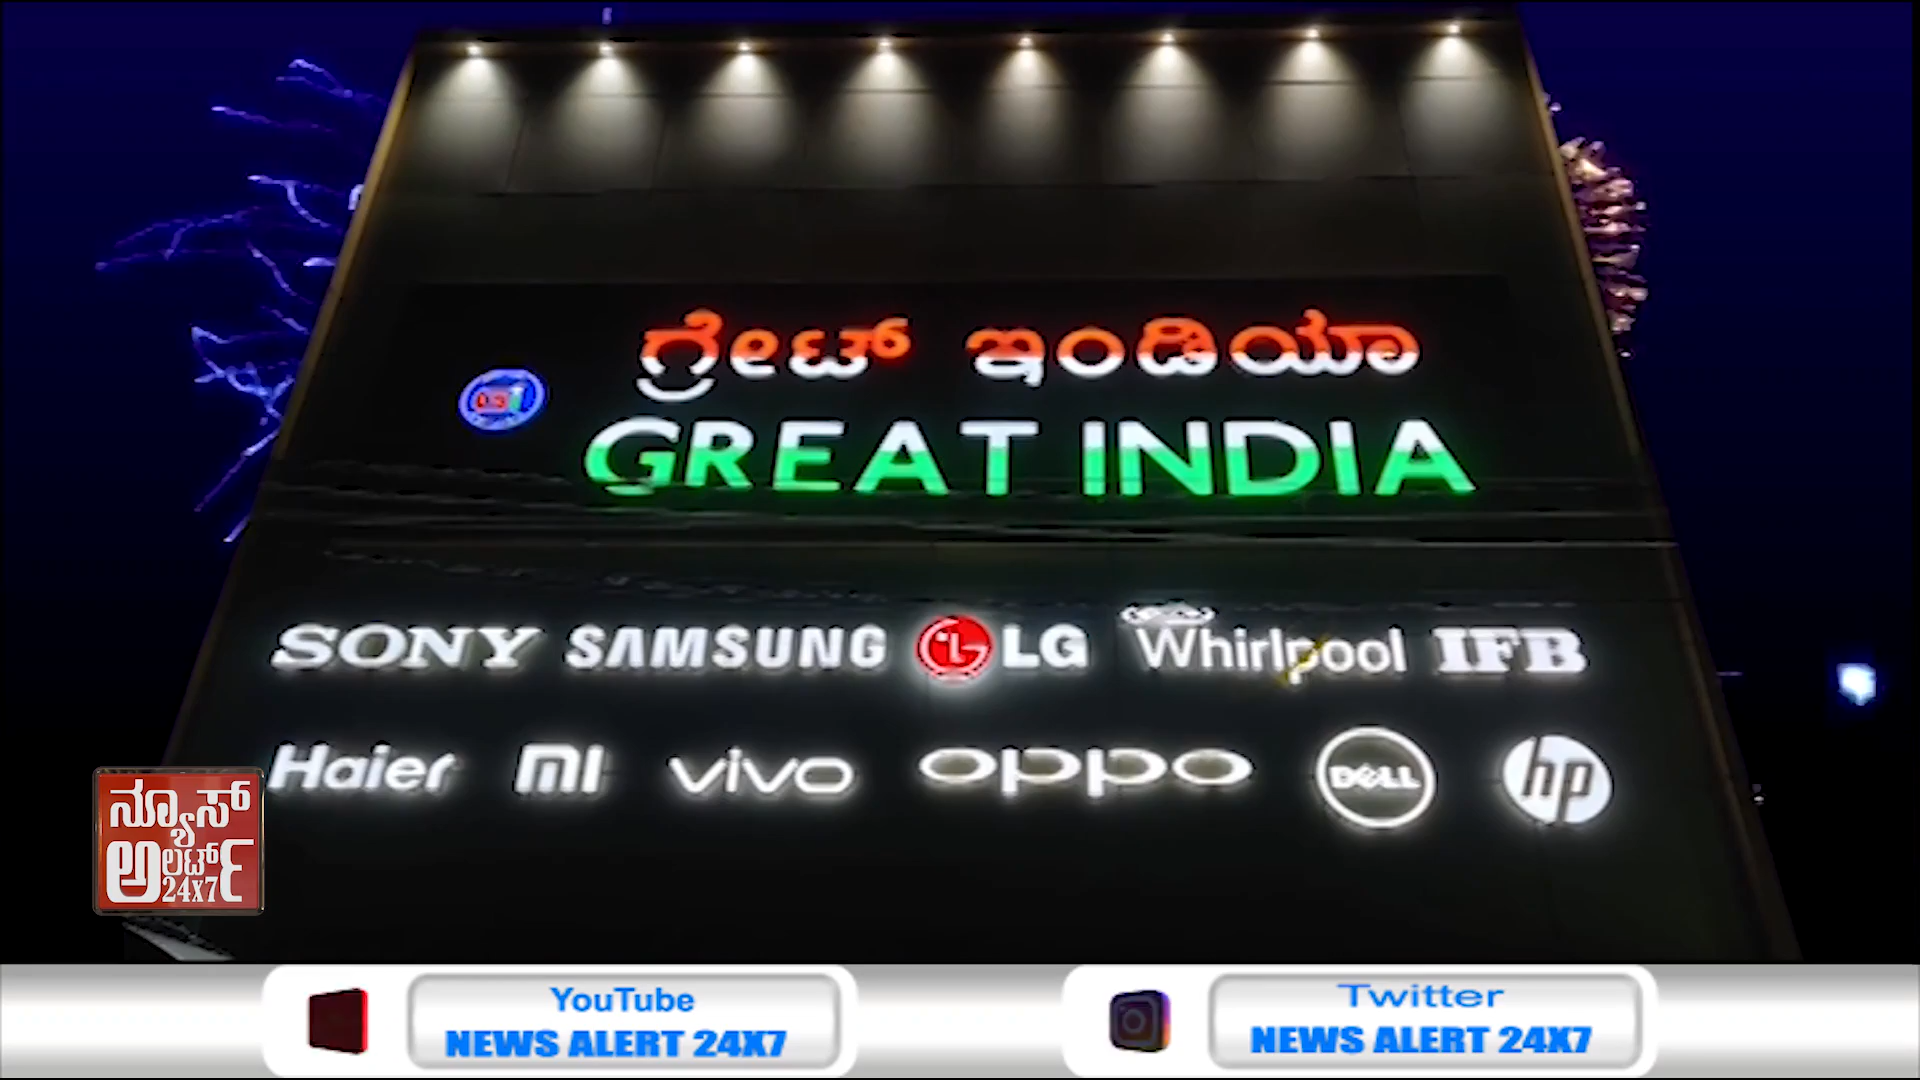 ಗ್ರೇಟ್ ಇಂಡಿಯಾ
GREAT INDIA
SONY SAMSUNG LG Whirlpool IFB
Haier MI vivo oppo DELL hp
ನ್ಯೂಸ್
ಅಲರ್ಟ್
24x7
YouTube
NEWS ALERT 24X7
Twitter
NEWS ALERT 24X7